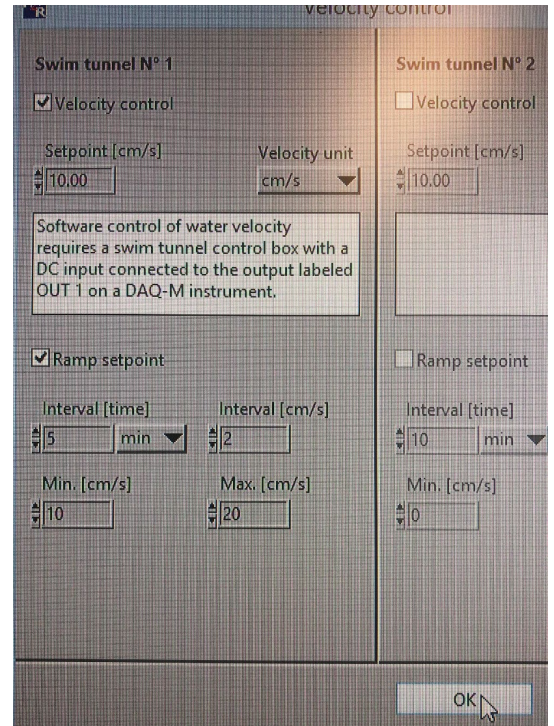 R
Velocity control
Swim tunnel N° 1
Velocity control
Setpoint [cm/s]
Velocity unit
10.00
cm/s
Software control of water velocity
requires a swim tunnel control box with a
DC input connected to the output labeled
OUT 1 on a DAQ-M instrument.
Ramp setpoint
Interval [time]
Interval [cm/s]
5
min
2
Min. [cm/s]
Max. [cm/s]
10
20
Swim tunnel N° 2
Velocity control
Setpoint [cm/s]
10.00
Ramp setpoint
Interval [time]
10
min
Min. [cm/s]
0
OK